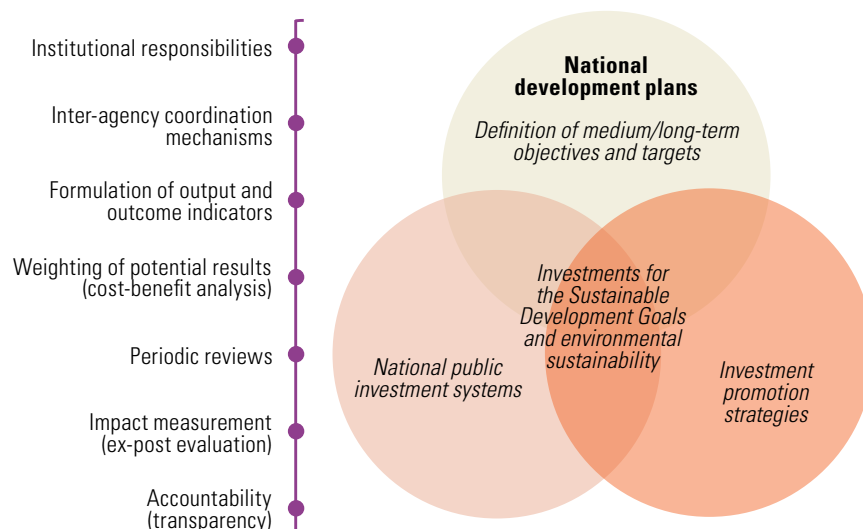 Institutional responsibilities
Inter-agency coordination
mechanisms
Formulation of output and
outcome indicators
Weighting of potential results
(cost-benefit analysis)
Periodic reviews
Impact measurement
(ex-post evaluation)
Accountability
(transparency)
National
development plans
Definition of medium/long-term
objectives and targets
Investments for
the Sustainable
Development Goals
and environmental
sustainability
National public
investment systems
Investment
promotion
strategies